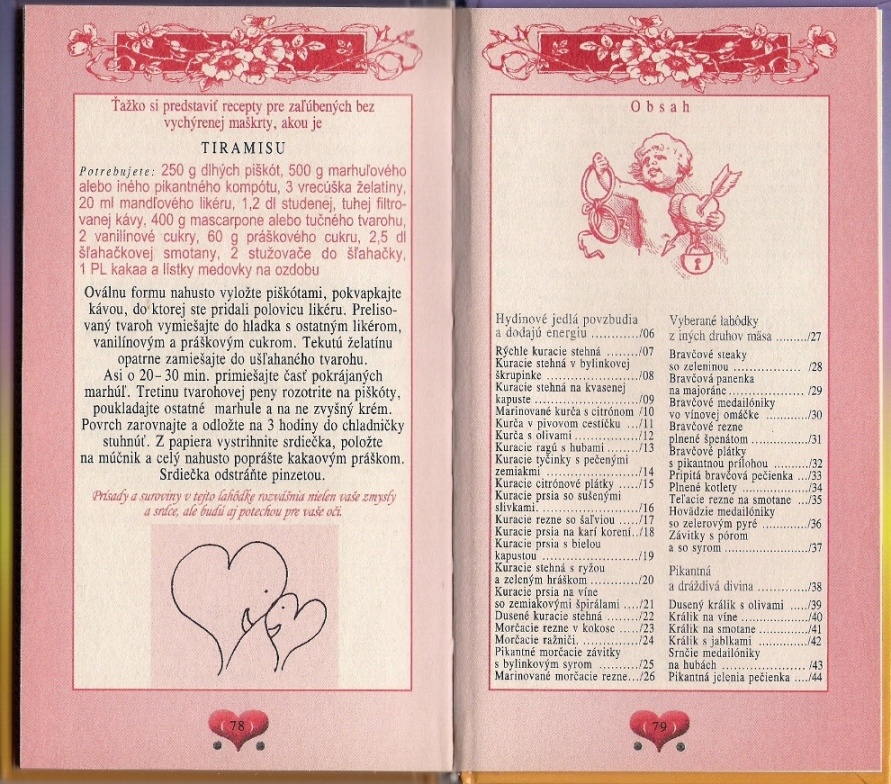 Ťažko si predstaviť recepty pre zaľúbených bez
vychýrenej maškrty, akou je
TIRAMISU
Potrebujete: 250 g dlhých piškót, 500 g marhuľového
alebo iného pikantného kompótu, 3 vrecúška želatiny,
20 ml mandľového likéru, 1,2 dl studenej, tuhej filtro-
vanej kávy, 400 g mascarpone alebo tučného tvarohu,
2 vanilínové cukry, 60 g práškového cukru, 2,5 dl
šľahačkovej smotany, 2 stužovače do šľahačky,
1 PL kakaa a lístky medovky na ozdobu
Oválnu formu nahusto vyložte piškótami, pokvapkajte
kávou, do ktorej ste pridali polovicu likéru. Preliso-
vaný tvaroh vymiešajte do hladka s ostatným likérom,
vanilínovým a práškovým cukrom. Tekutú želatínu
opatrne zamiešajte do ušľahaného tvarohu.
Asi o 20–30 min. primiešajte časť pokrájaných
marhúľ. Tretinu tvarohovej peny rozotrite na piškóty,
poukladajte ostatné marhule a na ne zvyšný krém.
Povrch zarovnajte a odložte na 3 hodiny do chladničky
stuhnúť. Z papiera vystrihnite srdiečka, položte
na múčnik a celý nahusto poprášte kakaovým práškom.
Srdiečka odstráňte pinzetou.
Prísady a suroviny v tejto lahôdke rozvášnia nielen vaše zmysly
a srdce, ale budú aj potechou pre vaše oči.
78
Obsah
Hydinové jedlá povzbudia
a dodajú energiu ............/06
Rýchle kuracie stehná ......../07
Kuracie stehná v bylinkovej
škrupinke ......................./08
Kuracie stehná na kvasenej
kapuste ........................../09
Marinované kurča s citrónom /10
Kurča v pivovom cestíčku .../11
Kurča s olivami ................/12
Kuracie ragú s hubami ......../13
Kuracie tyčinky s pečenými
zemiakmi ......................./14
Kuracie citrónové plátky ...../15
Kuracie prsia so sušenými
slivkami. ......................../16
Kuracie rezne so šaľviou ..../17
Kuracie prsia na karí korení../18
Kuracie prsia s bielou
kapustou ......................../19
Kuracie stehná s ryžou
a zeleným hráškom ............/20
Kuracie prsia na víne
so zemiakovými špirálami ..../21
Dusené kuracie stehná ......../22
Morčacie rezne v kokose ..../23
Morčacie ražniči. ............../24
Pikantné morčacie závitky
s bylinkovým syrom ........../25
Marinované morčacie rezne.../26
Vyberané lahôdky
z iných druhov mäsa ......../27
Bravčové steaky
so zeleninou ..................../28
Bravčová panenka
na majoráne ...................../29
Bravčové medailóniky
vo vínovej omáčke ............/30
Bravčové rezne
plnené špenátom .............../31
Bravčové plátky
s pikantnou prílohou ........../32
Pripitá bravčová pečienka .../33
Plnené kotlety ................../34
Teľacie rezne na smotane .../35
Hovädzie medailóniky
so zelerovým pyré ............./36
Závitky s pórom
a so syrom ....................../37
Pikantná
a dráždivá divina ............./38
Dusený králik s olivami ....../39
Králik na víne .................../40
Králik na smotane ............../41
Králik s jablkami ............../42
Srnčie medailóniky
na hubách ......................./43
Pikantná jelenia pečienka ..../44
79